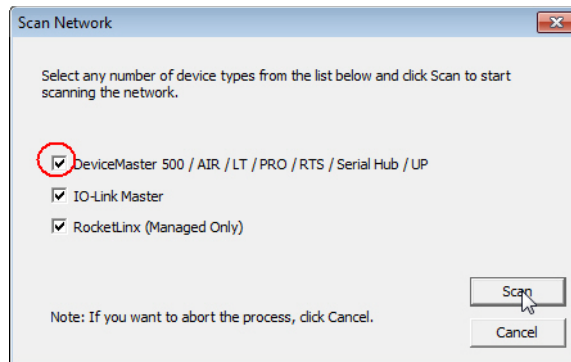 Scan Network
Select any number of device types from the list below and click Scan to start
scanning the network.
DeviceMaster 500 / AIR / LT / PRO / RTS / Serial Hub / UP
IO-Link Master
RocketLinx (Managed Only)
Scan
Note: If you want to abort the process, click Cancel.
Cancel